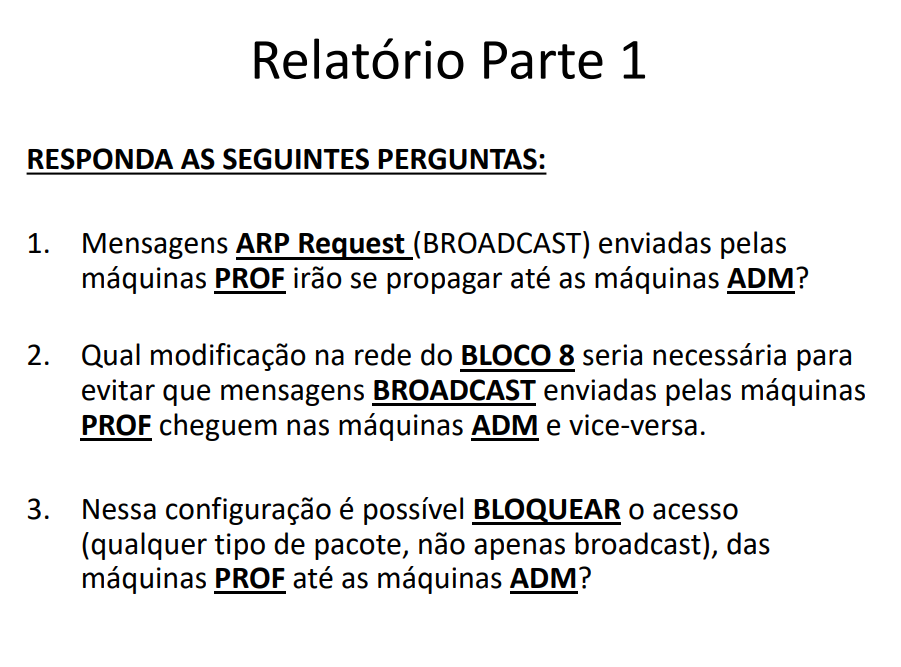 Relatório Parte 1
RESPONDA AS SEGUINTES PERGUNTAS:
1. Mensagens ARP Request (BROADCAST) enviadas pelas
máquinas PROF irão se propagar até as máquinas ADM?
2. Qual modificação na rede do BLOCO 8 seria necessária para
evitar que mensagens BROADCAST enviadas pelas máquinas
PROF cheguem nas máquinas ADM e vice-versa.
3. Nessa configuração é possível BLOQUEAR o acesso
(qualquer tipo de pacote, não apenas broadcast), das
máquinas PROF até as máquinas ADM?